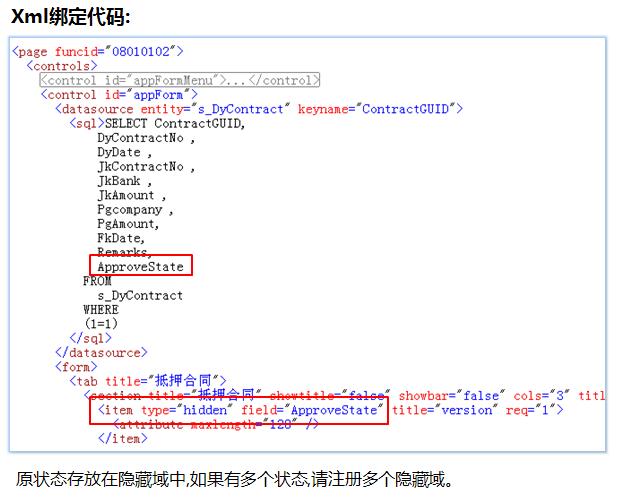 Xml绑定代码:
<page funcid="08010102">
<controls>
<control id="appFormMenu">...</control>
<control id="appForm">
<datasource entity="s_DyContract" keyname="ContractGUID">
<sql>SELECT ContractGUID,
DyContractNo ,
DyDate ,
JkContractNo ,
JkBank ,
JkAmount ,
Pgcompany ,
PgAmount,
FkDate,
Remarks,
ApproveState
FROM
s_DyContract
WHERE
(1=1)
</sql>
</datasource>
<form>
<tab title="抵押合同">
<section title="抵押合同" showtitle="false" showbar="false" cols="3" titl
<item type="hidden" field="ApproveState" title="version" req="1">
<attribute maxlength="120" />
</item>
原状态存放在隐藏域中,如果有多个状态,请注册多个隐藏域。